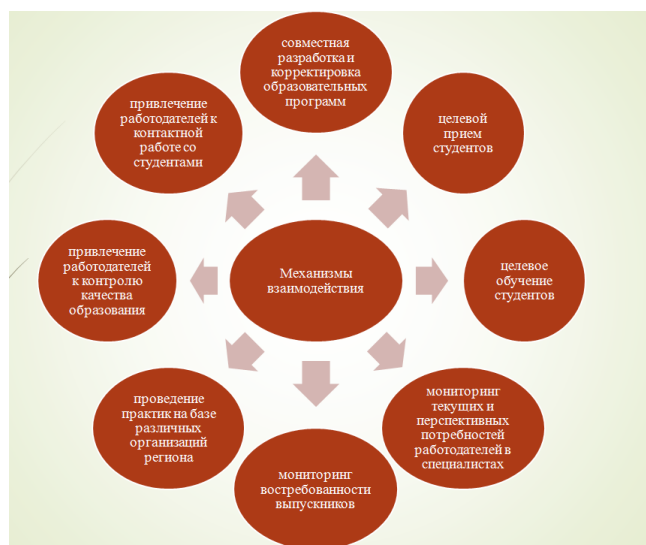 совместная
разработка и
корректировка
образовательных
программ
целевой
прием
студентов
целевое
обучение
студентов
мониторинг
текущих и
перспективных
потребностей
работодателей в
специалистах
мониторинг
востребованности
выпускников
проведение
практик на базе
различных
организаций
региона
привлечение
работодателей
к контролю
качества
образования
привлечение
работодателей к
контактной
работе со
студентами
Механизмы
взаимодействия